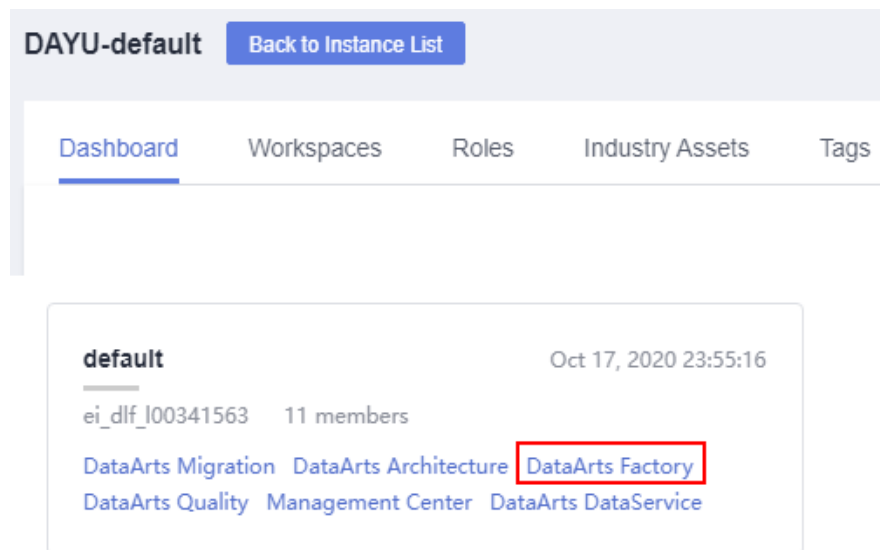 DAYU-default Back to Instance List
Dashboard Workspaces Roles Industry Assets Tags
default Oct 17, 2020 23:55:16
ei_dlf_l00341563 11 members
DataArts Migration DataArts Architecture DataArts Factory
DataArts Quality Management Center DataArts DataService